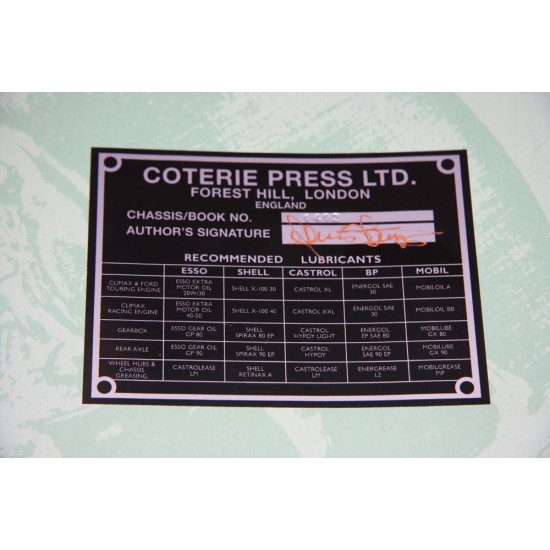 COTERIE PRESS LTD.
FOREST HILL, LONDON
ENGLAND
CHASSIS/BOOK NO.
AUTHOR'S SIGNATURE
RECOMMENDED LUBRICANTS
ESSO SHELL CASTROL BP MOBIL
CLIMAX & FORD TOURING ENGINE ESSO EXTRA MOTOR OIL 20W/30 SHELL X-100 30 CASTROL XL ENERGOL SAE 30 MOBILOIL A
CLIMAX RACING ENGINE ESSO EXTRA MOTOR OIL 40-50 SHELL X-100 40 CASTROL XXL ENERGOL SAE 30 MOBILOIL BB
GEARBOX ESSO GEAR OIL GP 80 SHELL SPIRAX 80 EP CASTROL HYPOY LIGHT ENERGOL EP SAE 80 MOBILUBE GX 80
REAR AXLE ESSO GEAR OIL GP 90 SHELL SPIRAX 90 EP CASTROL HYPOY ENERGOL SAE 90 EP MOBILUBE GX 90
WHEEL HUBS & CHASSIS GREASING CASTROLEASE LM SHELL RETINAX A CASTROLEASE LM ENERGREASE L2 MOBILGREASE MP